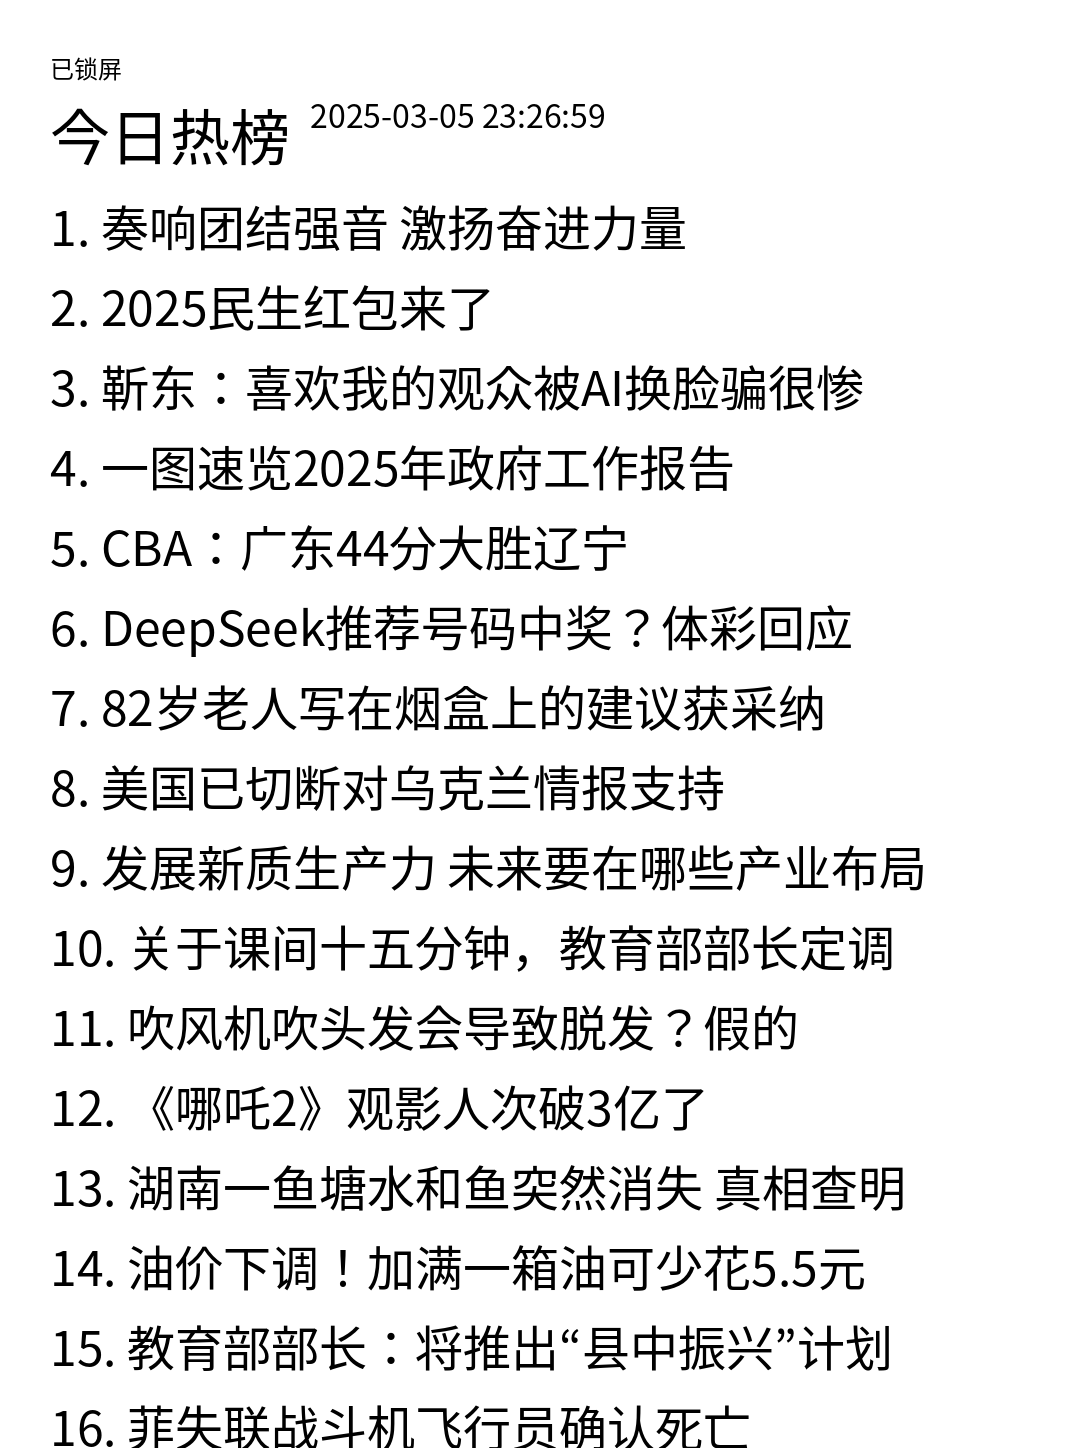 已锁屏
今日热榜 2025-03-05 23:26:59
1. 奏响团结强音 激扬奋进力量
2. 2025民生红包来了
3. 靳东：喜欢我的观众被AI换脸骗很惨
4. 一图速览2025年政府工作报告
5. CBA：广东44分大胜辽宁
6. DeepSeek推荐号码中奖？体彩回应
7. 82岁老人写在烟盒上的建议获采纳
8. 美国已切断对乌克兰情报支持
9. 发展新质生产力 未来要在哪些产业布局
10. 关于课间十五分钟，教育部部长定调
11. 吹风机吹头发会导致脱发？假的
12. 《哪吒2》观影人次破3亿了
13. 湖南一鱼塘水和鱼突然消失 真相查明
14. 油价下调！加满一箱油可少花5.5元
15. 教育部部长：将推出“县中振兴”计划
16. 菲失联战斗机飞行员确认死亡